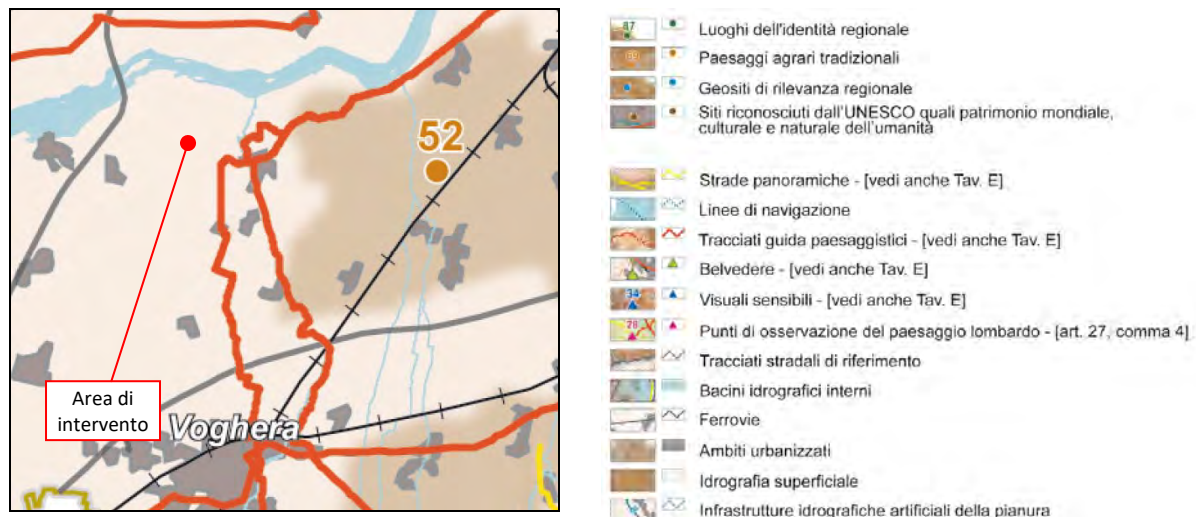 52
Area di
intervento
Voghera
87
Luoghi dell'identità regionale
Paesaggi agrari tradizionali
Geositi di rilevanza regionale
Siti riconosciuti dall'UNESCO quali patrimonio mondiale,
culturale e naturale dell'umanità
Strade panoramiche - [vedi anche Tav. E]
Linee di navigazione
Tracciati guida paesaggistici - [vedi anche Tav. E]
Belvedere - [vedi anche Tav. E]
34
Visuali sensibili - [vedi anche Tav. E]
28
Punti di osservazione del paesaggio lombardo - [art. 27, comma 4]
Tracciati stradali di riferimento
Bacini idrografici interni
Ferrovie
Ambiti urbanizzati
Idrografia superficiale
Infrastrutture idrografiche artificiali della pianura